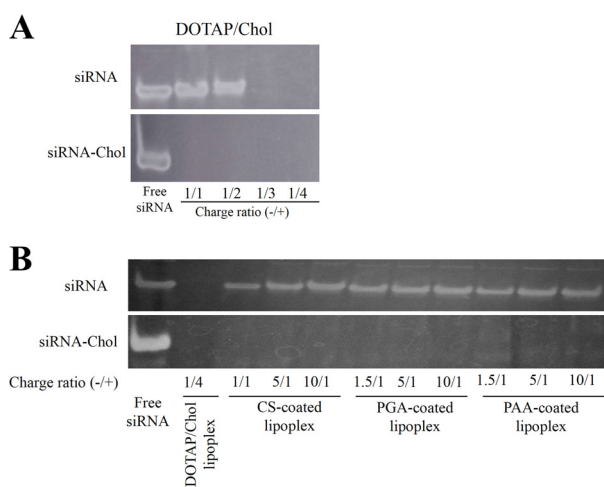 A
DOTAP/Chol
siRNA
siRNA-Chol
Free
siRNA
1/1 1/2 1/3 1/4
Charge ratio (-/+)
B
siRNA
siRNA-Chol
Charge ratio (-/+) 1/4 1/1 5/1 10/1 1.5/1 5/1 10/1 1.5/1 5/1 10/1
Free
siRNA
DOTAP/Chol
lipoplex
CS-coated
lipoplex
PGA-coated
lipoplex
PAA-coated
lipoplex